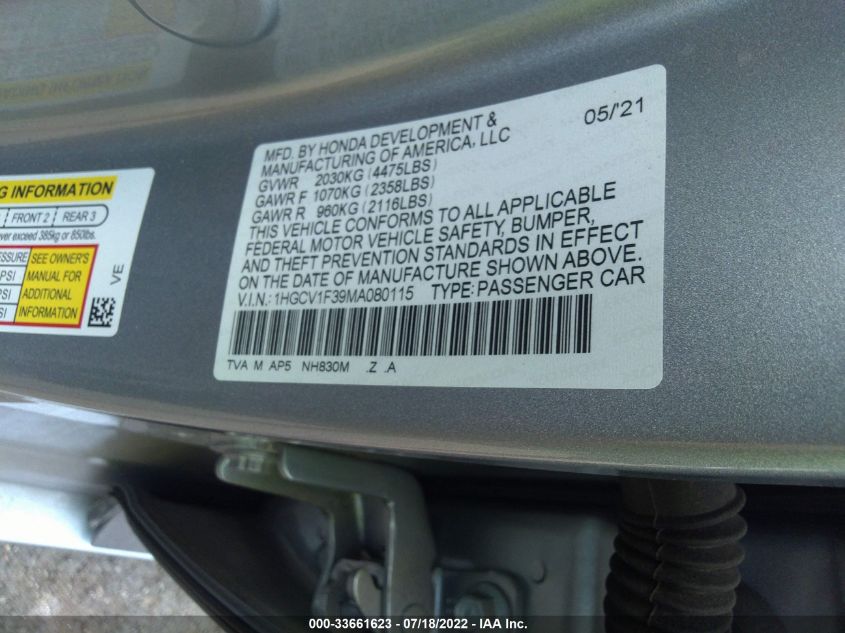 MFD. BY HONDA DEVELOPMENT & 05/'21
MANUFACTURING OF AMERICA, LLC
GVWR 2030KG (4475LBS)
GAWR F 1070KG (2358LBS)
GAWR R 960KG (2116LBS)
THIS VEHICLE CONFORMS TO ALL APPLICABLE
FEDERAL MOTOR VEHICLE SAFETY, BUMPER,
AND THEFT PREVENTION STANDARDS IN EFFECT
ON THE DATE OF MANUFACTURE SHOWN ABOVE.
V.I.N.: 1HGCV1F39MA080115 TYPE: PASSENGER CAR
TVA M AP5 NH830M .Z .A
G INFORMATION
FRONT 2 REAR 3
ver exceed 385kg or 850lbs.
SSURE SEE OWNER'S
PSI MANUAL FOR
PSI ADDITIONAL
SI INFORMATION
VE
000-33661623 - 07/18/2022 - IAA Inc.